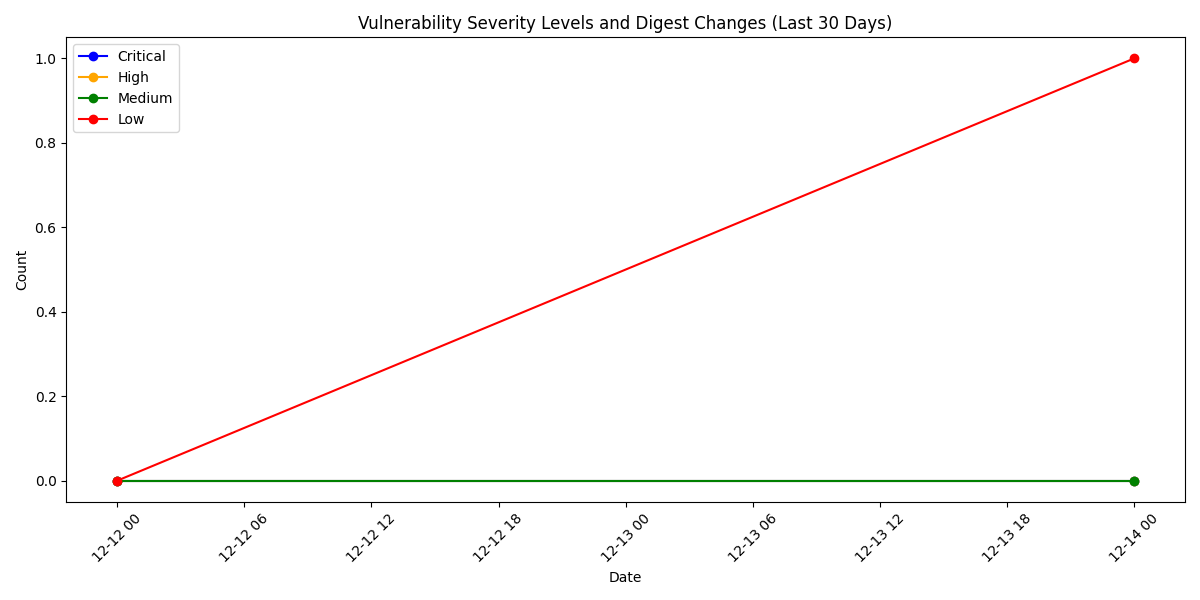 Vulnerability Severity Levels and Digest Changes (Last 30 Days)
Critical
High
Medium
Low
Count
1.0
0.8
0.6
0.4
0.2
0.0
12-12 00
12-12 06
12-12 12
12-12 18
12-13 00
12-13 06
12-13 12
12-13 18
12-14 00
Date